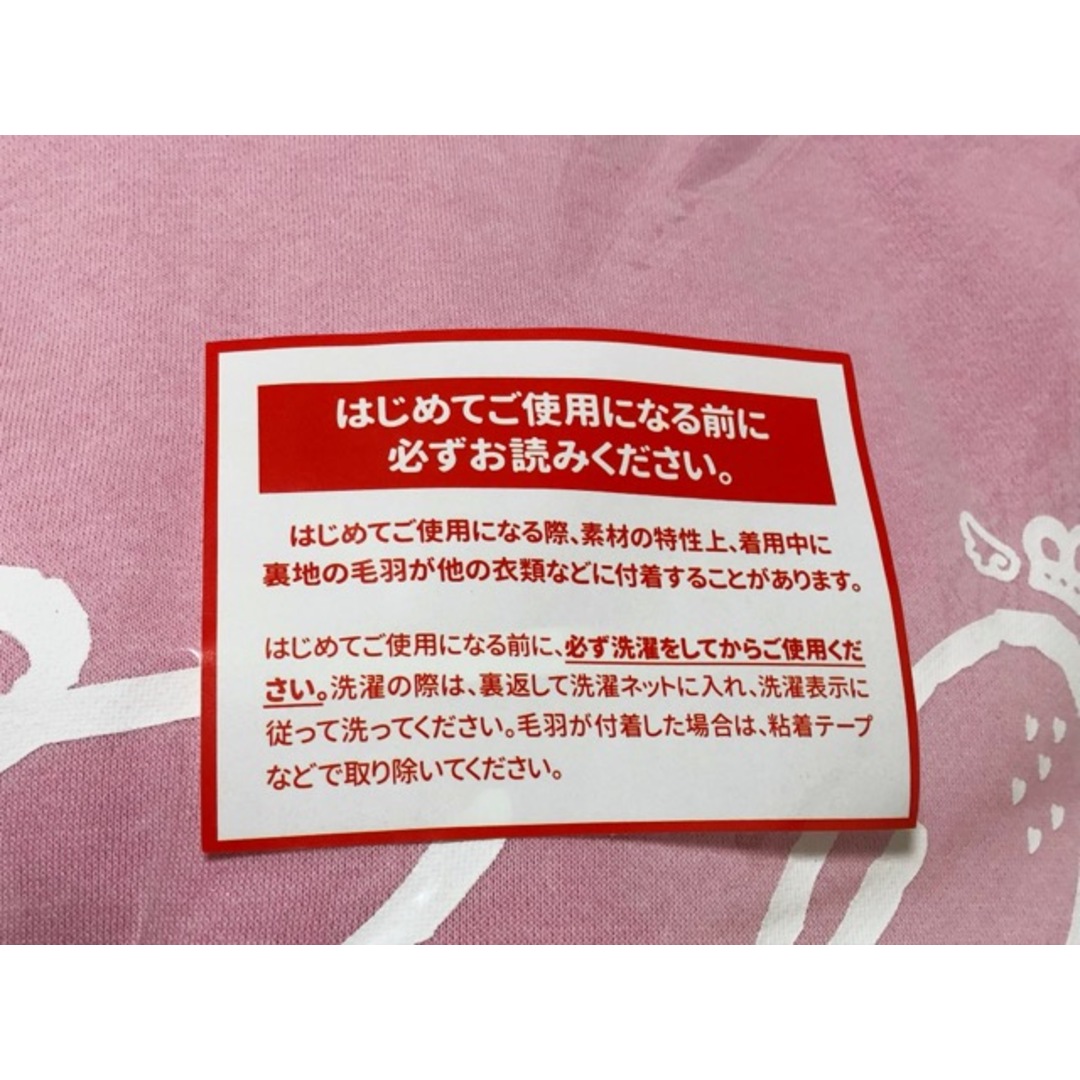 はじめてご使用になる前に
必ずお読みください。
はじめてご使用になる際、素材の特性上、着用中に
裏地の毛羽が他の衣類などに付着することがあります。
はじめてご使用になる前に、必ず洗濯をしてからご使用くだ
さい。洗濯の際は、裏返して洗濯ネットに入れ、洗濯表示に
従って洗ってください。毛羽が付着した場合は、粘着テープ
などで取り除いてください。